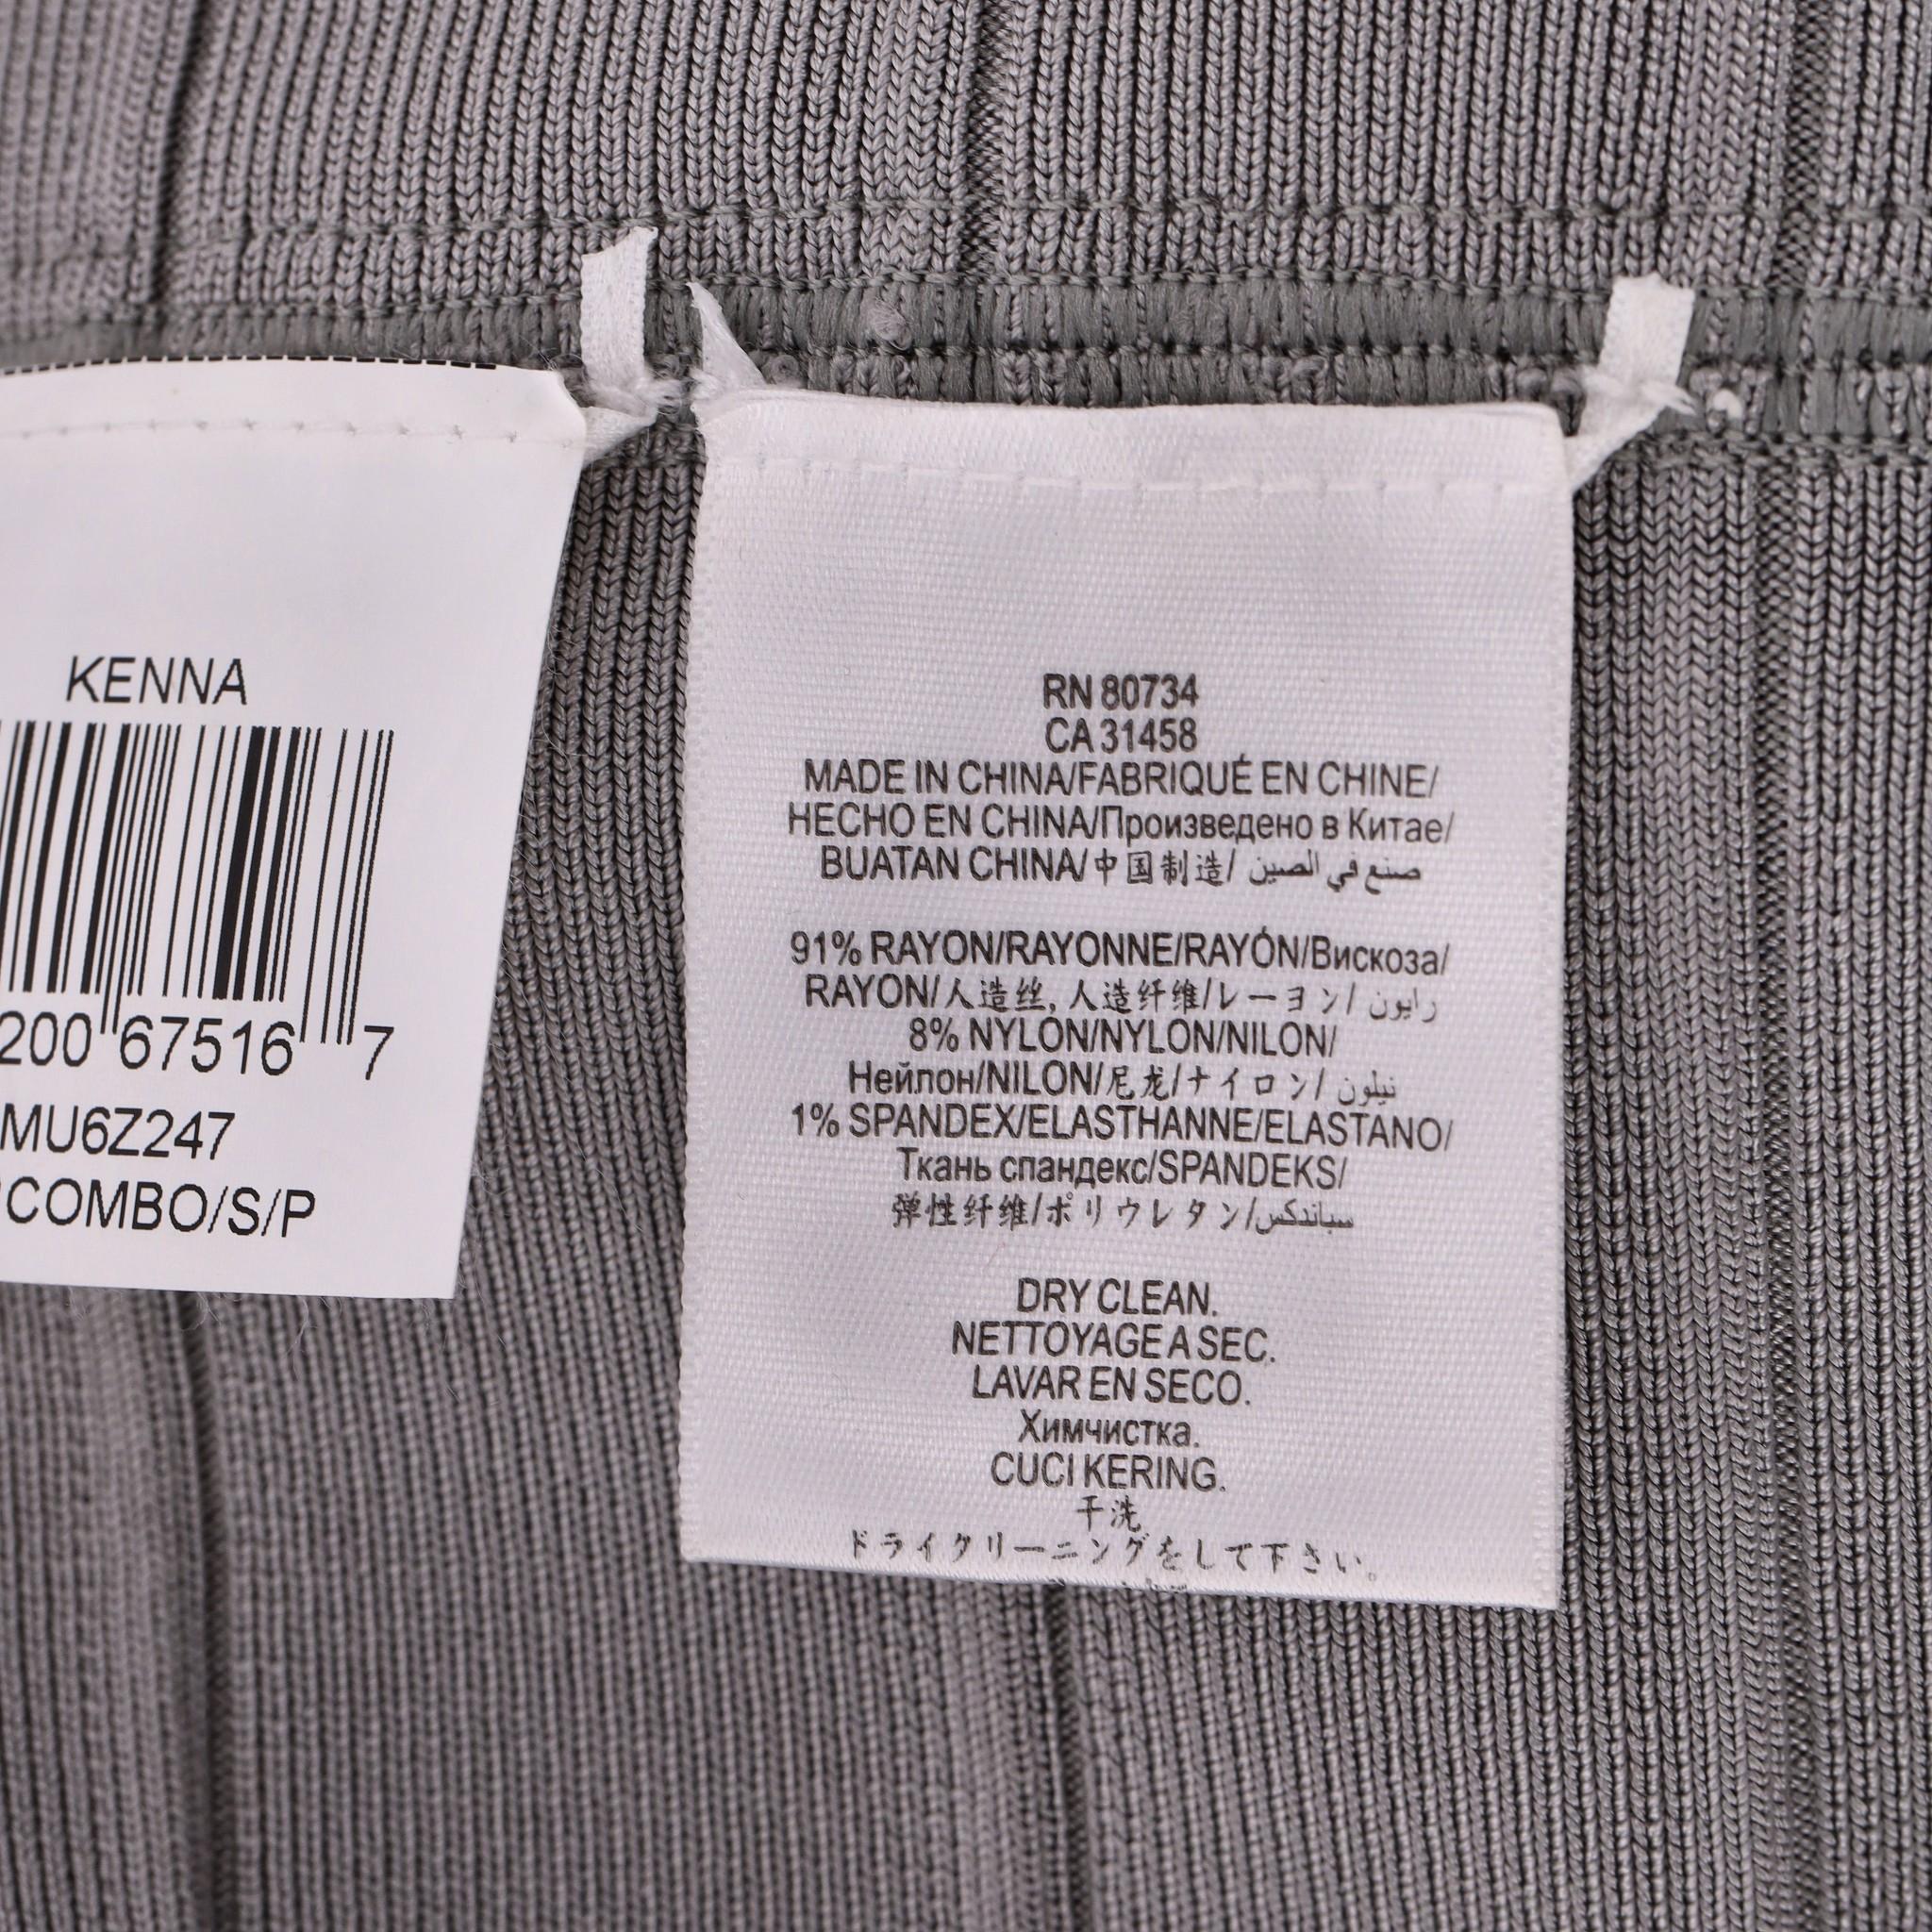 KENNA
200 67516 7
MU6Z247
COMBO/S/P
RN 80734
CA 31458
MADE IN CHINA/FABRIQUÉ EN CHINE/
HECHO EN CHINA/Произведено в Китае/
BUATAN CHINA/中国制造/ صنع في الصين
91% RAYON/RAYONNE/RAYÓN/Вискоза/
RAYON/人造丝, 人造纤维/レーヨン/ رايون
8% NYLON/NYLON/NILON/
Нейлон/NILON/尼龙/ナイロン/ نيلون
1% SPANDEX/ELASTHANNE/ELASTANO/
Ткань спандекс/SPANDEKS/
弹性纤维/ポリウレタン/سباندكس
DRY CLEAN.
NETTOYAGE A SEC.
LAVAR EN SECO.
Химчистка.
CUCI KERING.
干洗
ドライクリーニングをして下さい。